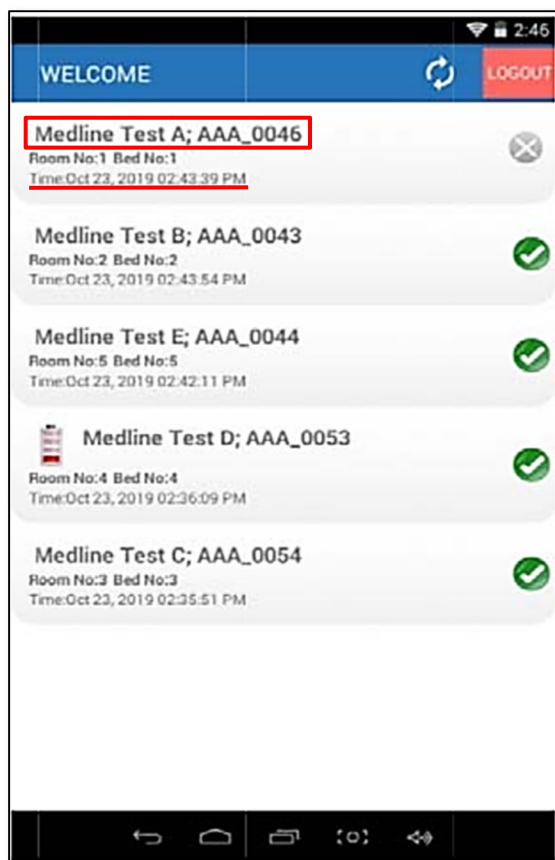 2:46
WELCOME
LOGOUT
Medline Test A; AAA_0046
Room No:1 Bed No:1
Time:Oct 23, 2019 02:43:39 PM
Medline Test B; AAA_0043
Room No:2 Bed No:2
Time:Oct 23, 2019 02:43:54 PM
Medline Test E; AAA_0044
Room No:5 Bed No:5
Time:Oct 23, 2019 02:42:11 PM
Medline Test D; AAA_0053
Room No:4 Bed No:4
Time:Oct 23, 2019 02:36:09 PM
Medline Test C; AAA_0054
Room No:3 Bed No:3
Time:Oct 23, 2019 02:35:51 PM